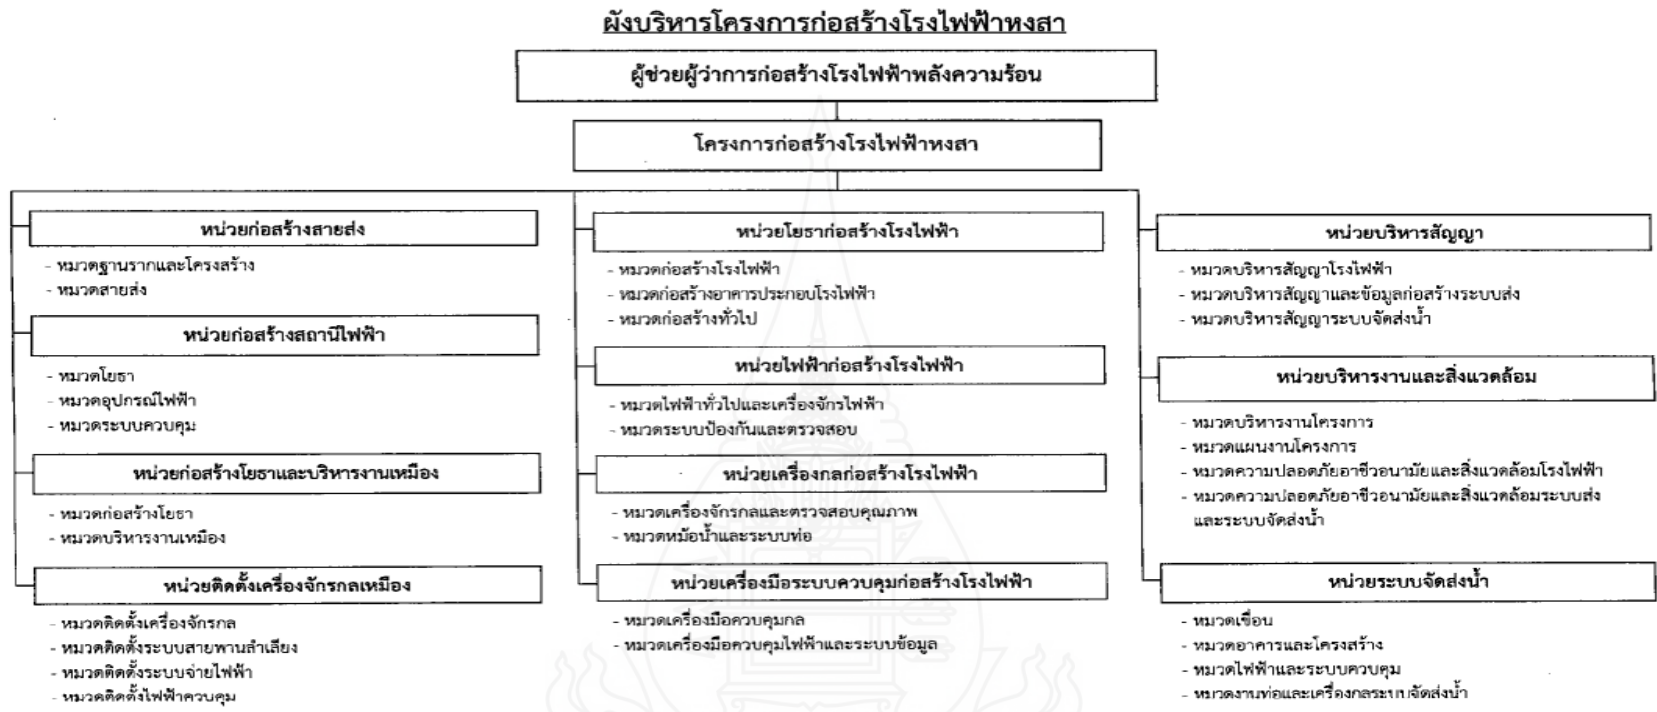 ผังบริหารโครงการก่อสร้างโรงไฟฟ้าหงสา
ผู้ช่วยผู้ว่าการก่อสร้างโรงไฟฟ้าพลังความร้อน
โครงการก่อสร้างโรงไฟฟ้าหงสา
หน่วยก่อสร้างสายส่ง
- หมวดฐานรากและโครงสร้าง
- หมวดสายส่ง
หน่วยก่อสร้างสถานีไฟฟ้า
- หมวดโยธา
- หมวดอุปกรณ์ไฟฟ้า
- หมวดระบบควบคุม
หน่วยก่อสร้างโยธาและบริหารงานเหมือง
- หมวดก่อสร้างโยธา
- หมวดบริหารงานเหมือง
หน่วยติดตั้งเครื่องจักรกลเหมือง
- หมวดติดตั้งเครื่องจักรกล
- หมวดติดตั้งระบบสายพานลำเลียง
- หมวดติดตั้งระบบจ่ายไฟฟ้า
- หมวดติดตั้งไฟฟ้าควบคุม
หน่วยโยธาก่อสร้างโรงไฟฟ้า
- หมวดก่อสร้างโรงไฟฟ้า
- หมวดก่อสร้างอาคารประกอบโรงไฟฟ้า
- หมวดก่อสร้างทั่วไป
หน่วยไฟฟ้าก่อสร้างโรงไฟฟ้า
- หมวดไฟฟ้าทั่วไปและเครื่องจักรไฟฟ้า
- หมวดระบบป้องกันและตรวจสอบ
หน่วยเครื่องกลก่อสร้างโรงไฟฟ้า
- หมวดเครื่องจักรกลและตรวจสอบคุณภาพ
- หมวดหม้อน้ำและระบบท่อ
หน่วยเครื่องมือระบบควบคุมก่อสร้างโรงไฟฟ้า
- หมวดเครื่องมือควบคุมกล
- หมวดเครื่องมือควบคุมไฟฟ้าและระบบข้อมูล
หน่วยบริหารสัญญา
- หมวดบริหารสัญญาโรงไฟฟ้า
- หมวดบริหารสัญญาและข้อมูลก่อสร้างระบบส่ง
- หมวดบริหารสัญญาระบบจัดส่งน้ำ
หน่วยบริหารงานและสิ่งแวดล้อม
- หมวดบริหารงานโครงการ
- หมวดแผนงานโครงการ
- หมวดความปลอดภัยอาชีวอนามัยและสิ่งแวดล้อมโรงไฟฟ้า
- หมวดความปลอดภัยอาชีวอนามัยและสิ่งแวดล้อมระบบส่ง
และระบบจัดส่งน้ำ
หน่วยระบบจัดส่งน้ำ
- หมวดเขื่อน
- หมวดอาคารและโครงสร้าง
- หมวดไฟฟ้าและระบบควบคุม
- หมวดงานท่อและเครื่องกลระบบจัดส่งน้ำ